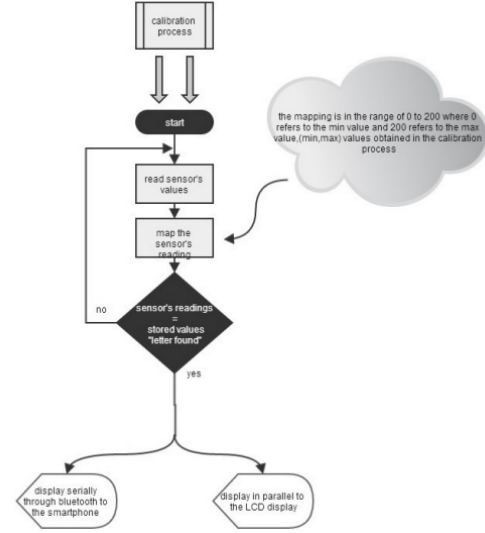 calibration
process
start
the mapping is in the range of 0 to 200 where 0
refers to the min value and 200 refers to the max
value,(min,max) values obtained in the calibration
process
read sensor's
values
map the
sensor's
reading
no
sensor's readings
=
stored values
"letter found"
yes
display serially
through bluetooth to
the smartphone
display in parallel to
the LCD display